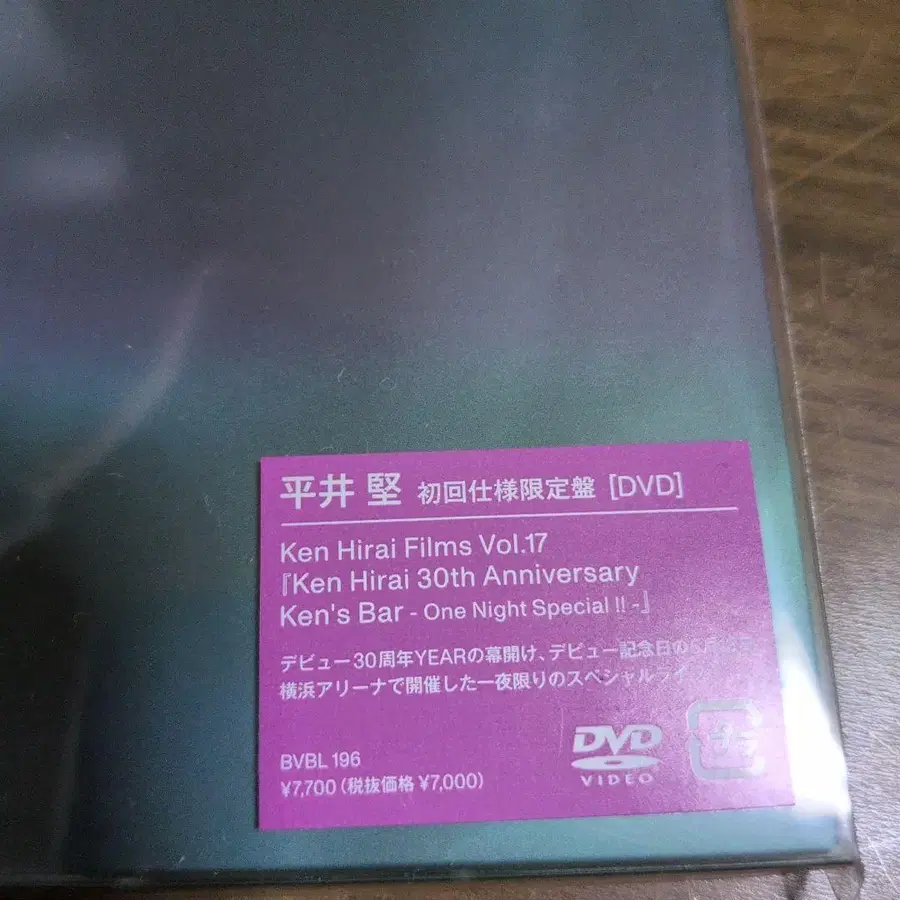 平井 堅 初回仕様限定盤 [DVD]
Ken Hirai Films Vol.17
『Ken Hirai 30th Anniversary
Ken's Bar - One Night Special !! -』
デビュー30周年YEARの幕開け、デビュー記念日の
横浜アリーナで開催した一夜限りのスペシャルライ
BVBL 196
¥7,700(税抜価格 ¥7,000)
DVD
VIDEO